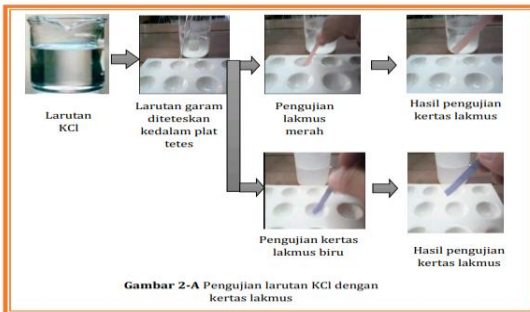 Larutan
KCl
Larutan garam
diteteskan
kedalam plat
tetes
Pengujian
lakmus
merah
Hasil pengujian
kertas lakmus
Pengujian kertas
lakmus biru
Hasil pengujian
kertas lakmus
Gambar 2-A Pengujian larutan KCl dengan
kertas lakmus